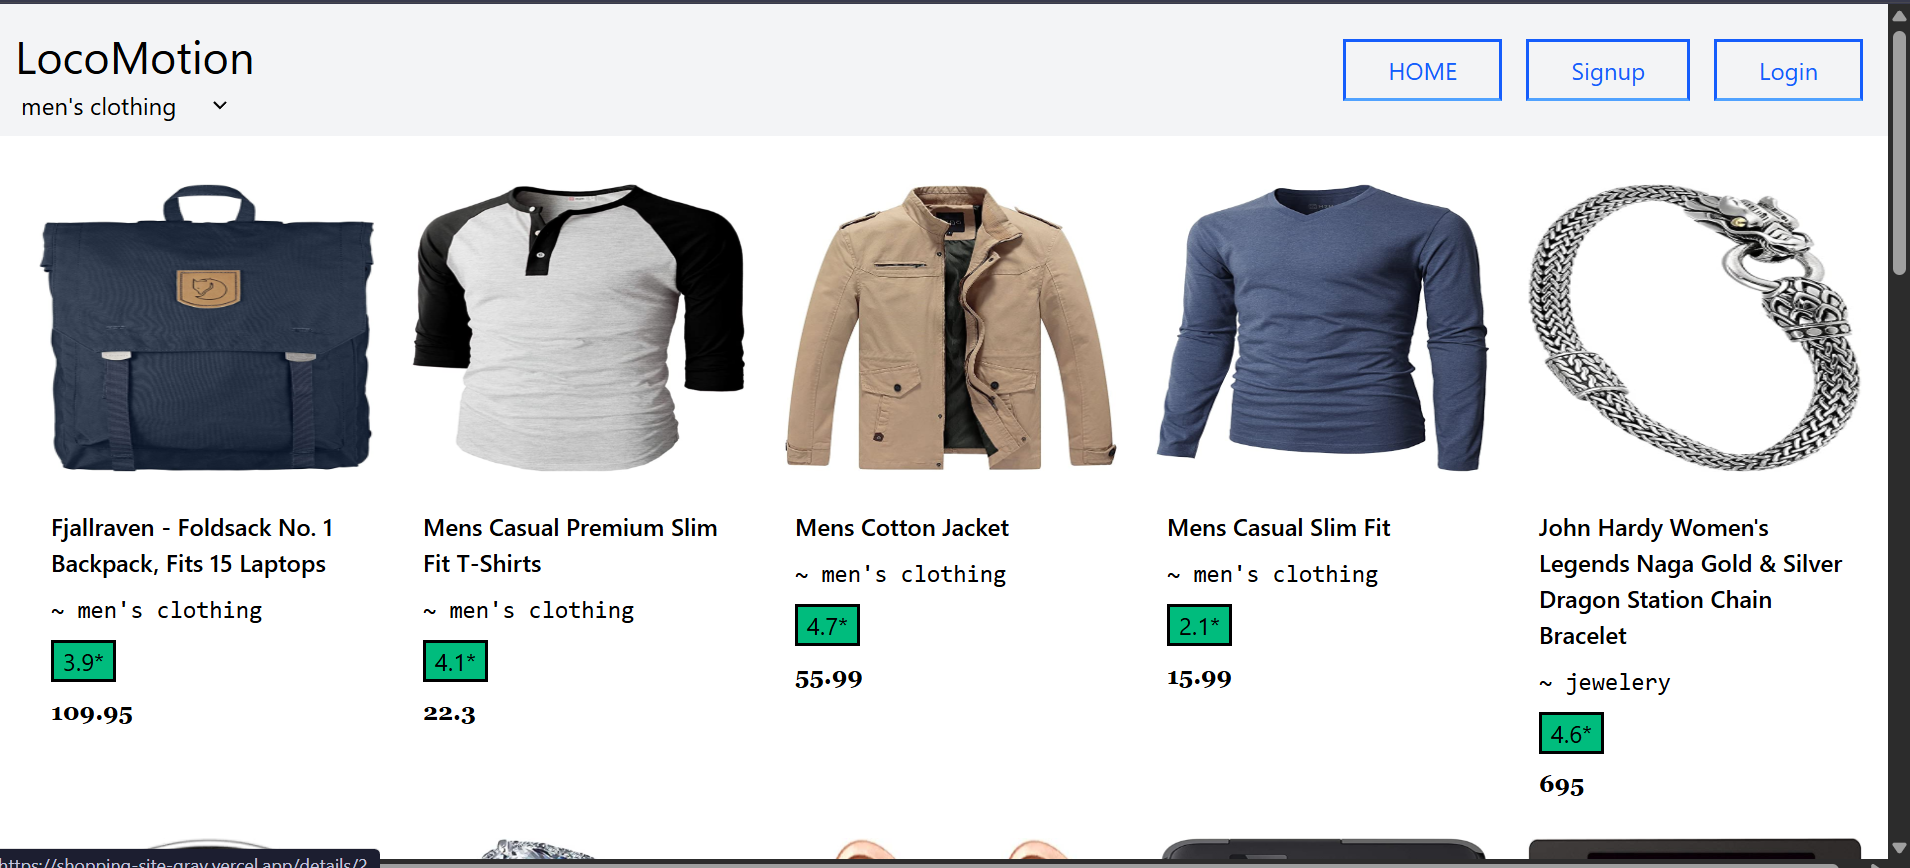 LocoMotion
men's clothing
HOME
Signup
Login
Fjallraven - Foldsack No. 1
Backpack, Fits 15 Laptops
~ men's clothing
3.9*
109.95
Mens Casual Premium Slim
Fit T-Shirts
~ men's clothing
4.1*
22.3
Mens Cotton Jacket
~ men's clothing
4.7*
55.99
Mens Casual Slim Fit
~ men's clothing
2.1*
15.99
John Hardy Women's
Legends Naga Gold & Silver
Dragon Station Chain
Bracelet
~ jewelery
4.6*
695
https://shopping-site-gray.vercel.app/details/2